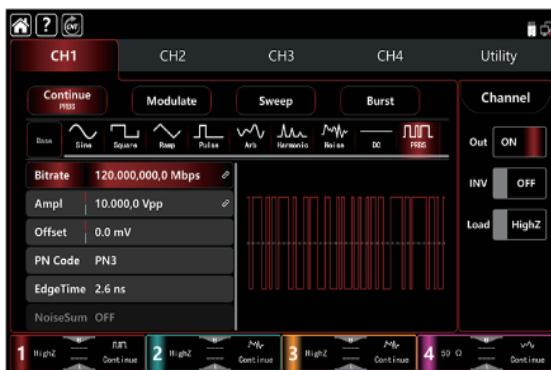 ? CNT
CH1 CH2 CH3 CH4 Utility
Continue
PRBS
Modulate Sweep Burst Channel
Base Sine Square Ramp Pulse Arb Harmonic Noise DC PRBS
Out ON
Bitrate 120.000,000,0 Mbps
INV OFF
Ampl 10.000,0 Vpp
Load HighZ
Offset 0.0 mV
PN Code PN3
EdgeTime 2.6 ns
NoiseSum OFF
1 HighZ Continue 2 HighZ Continue 3 HighZ Continue 4 50 Ω Continue